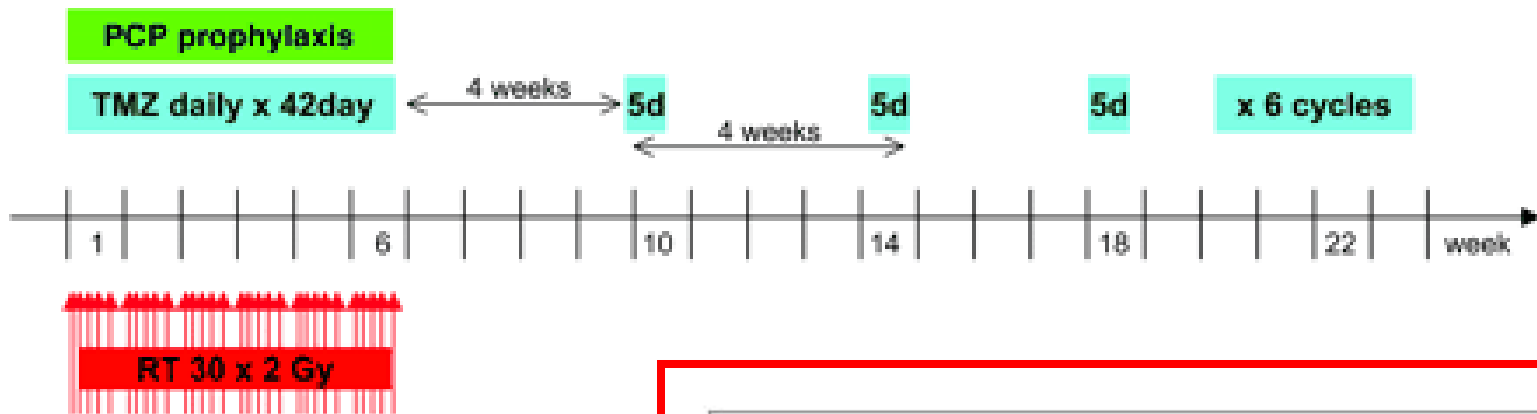 PCP prophylaxis
TMZ daily x 42day
4 weeks
5d
5d
5d
x 6 cycles
4 weeks
1
6
10
14
18
22
week
RT 30 x 2 Gy